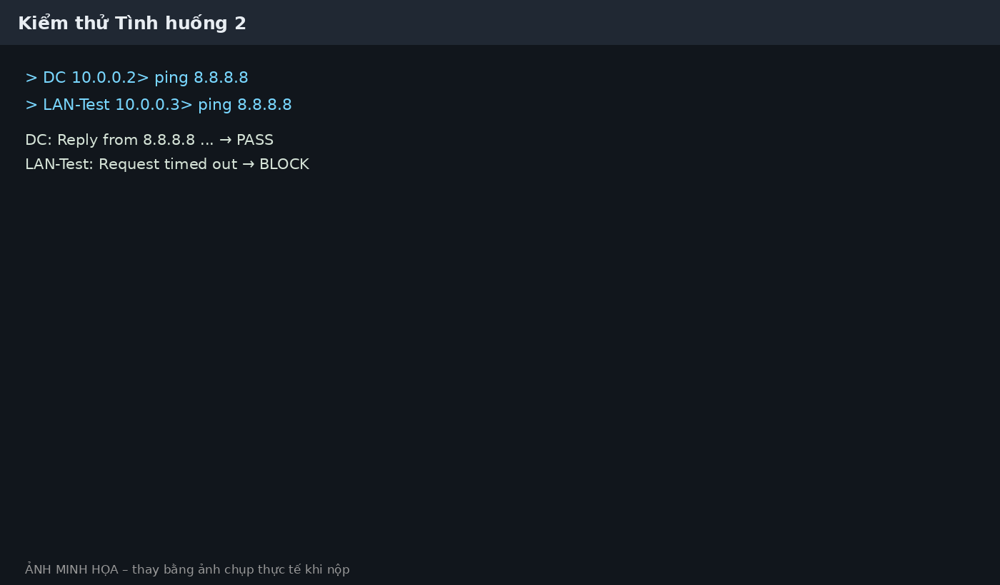 Kiểm thử Tình huống 2
> DC 10.0.0.2> ping 8.8.8.8
> LAN-Test 10.0.0.3> ping 8.8.8.8
DC: Reply from 8.8.8.8 ... → PASS
LAN-Test: Request timed out → BLOCK
ẢNH MINH HỌA – thay bằng ảnh chụp thực tế khi nộp